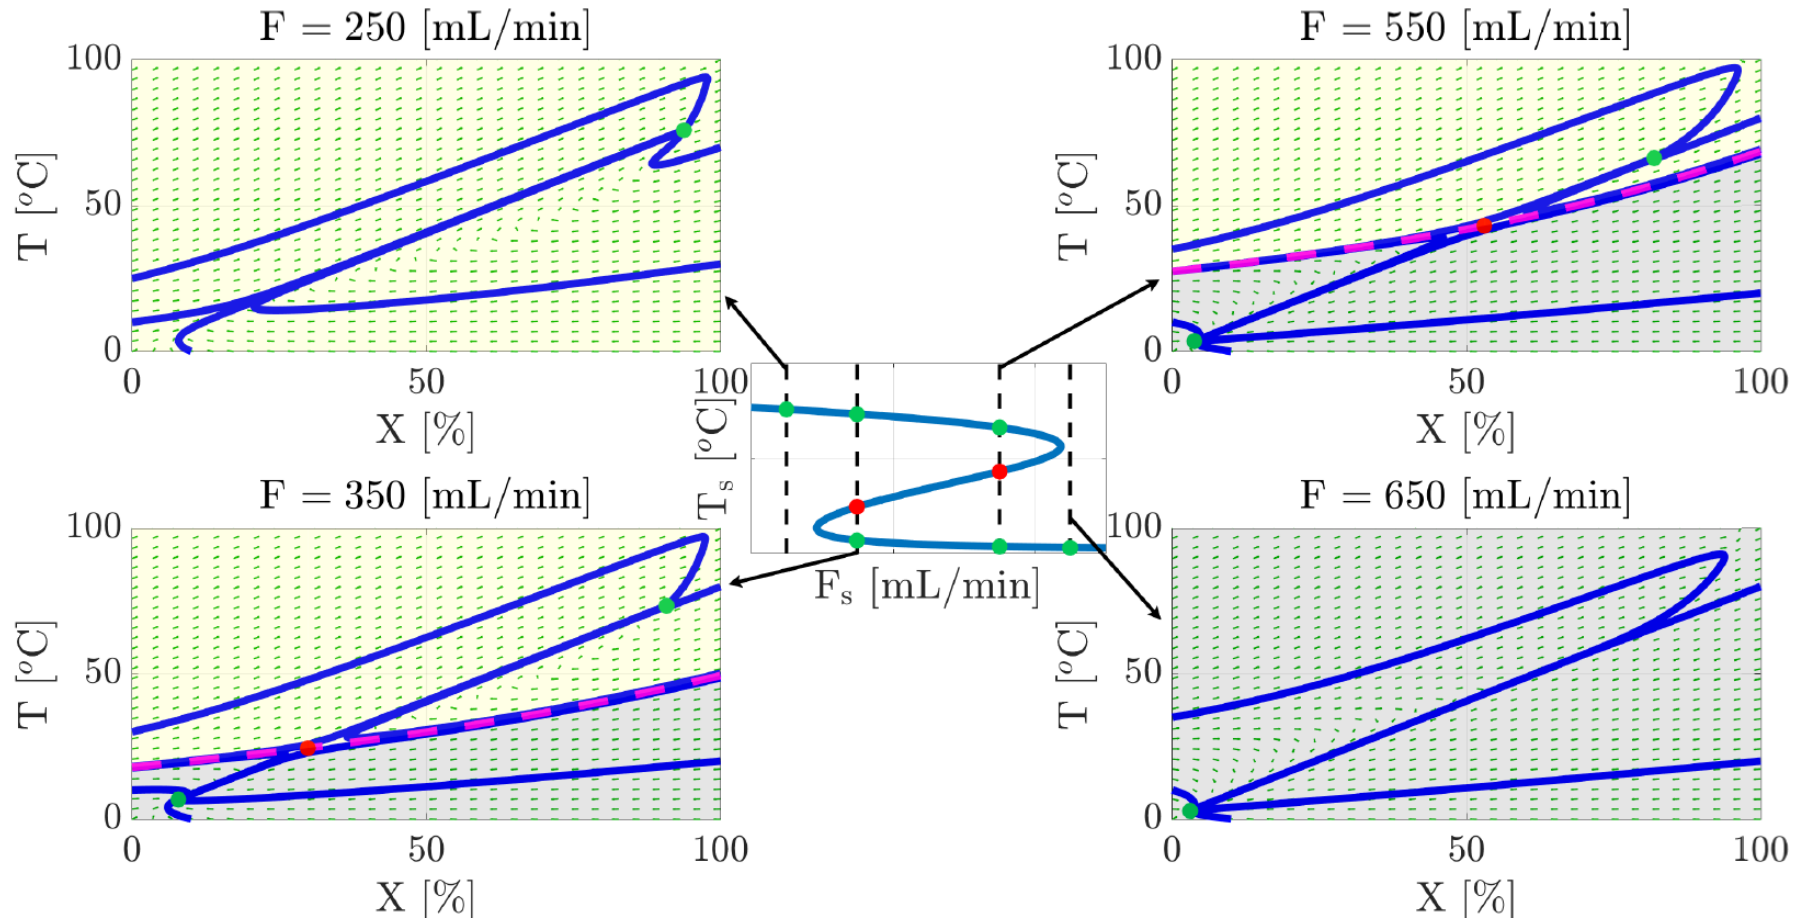 F = 250 [mL/min]
100
50
0
T [°C]
0 50 100
X [%]
F = 550 [mL/min]
100
50
0
T [°C]
0 50 100
X [%]
T_s [°C]
F_s [mL/min]
F = 350 [mL/min]
100
50
0
T [°C]
0 50 100
X [%]
F = 650 [mL/min]
100
50
0
T [°C]
0 50 100
X [%]